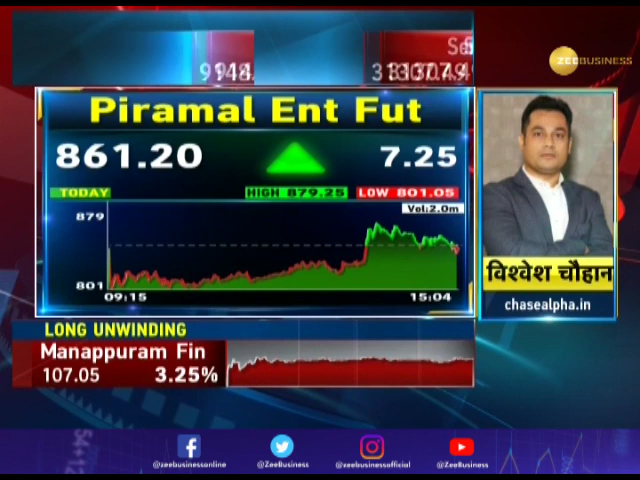 ZEEBUSINESS
Piramal Ent Fut
861.20 7.25
TODAY HIGH 879.25 LOW 801.05
Vol:2.0m
879
801
09:15 15:04
विश्वेश चौहान
chasealpha.in
LONG UNWINDING
Manappuram Fin
107.05 3.25%
@zeebusinessonline @ZeeBusiness @zeebusinessofficial @ZeeBusiness